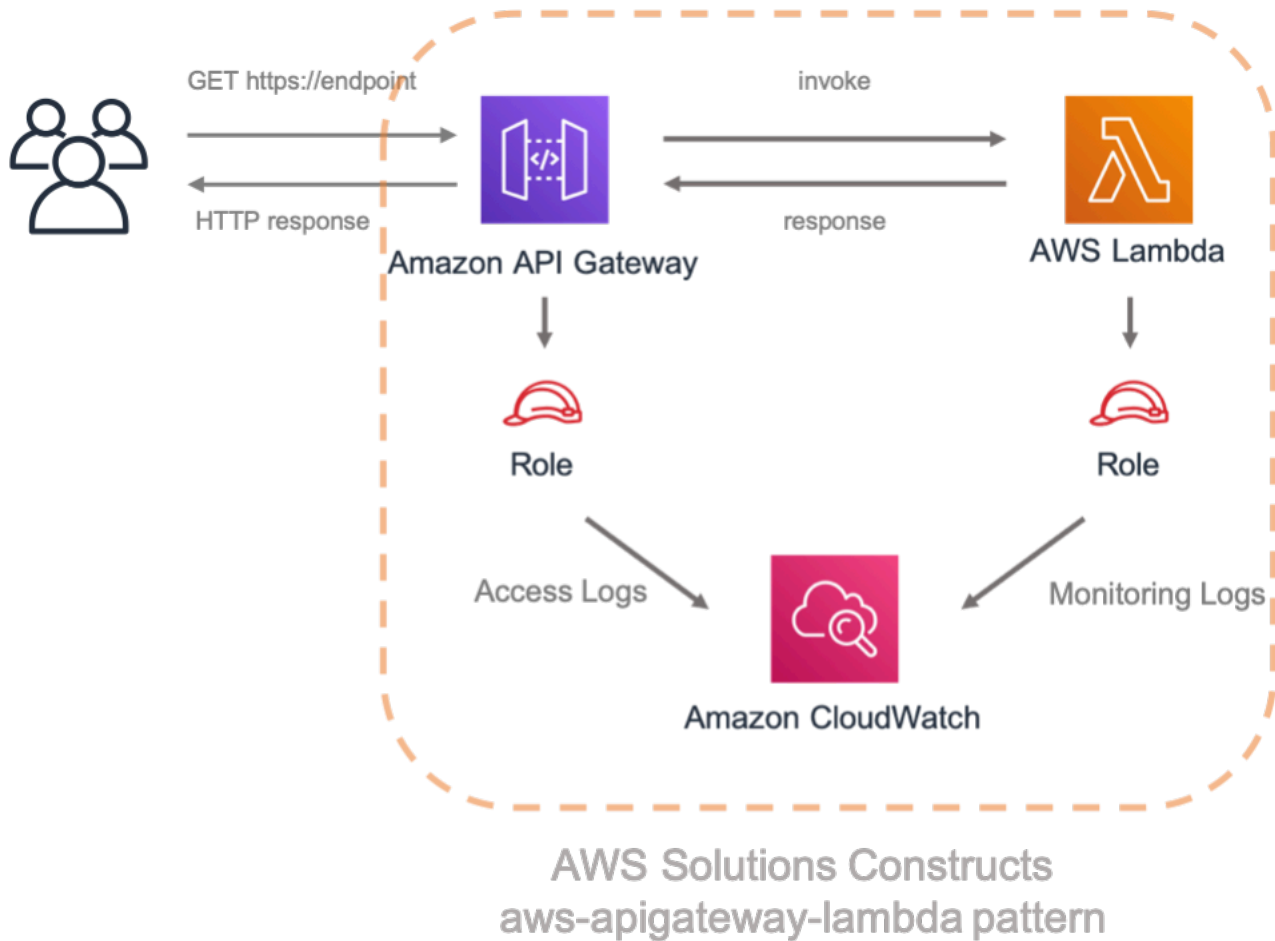 GET https://endpoint
invoke
</>
HTTP response
response
Amazon API Gateway
AWS Lambda
Role
Role
Access Logs
Monitoring Logs
Amazon CloudWatch
AWS Solutions Constructs
aws-apigateway-lambda pattern